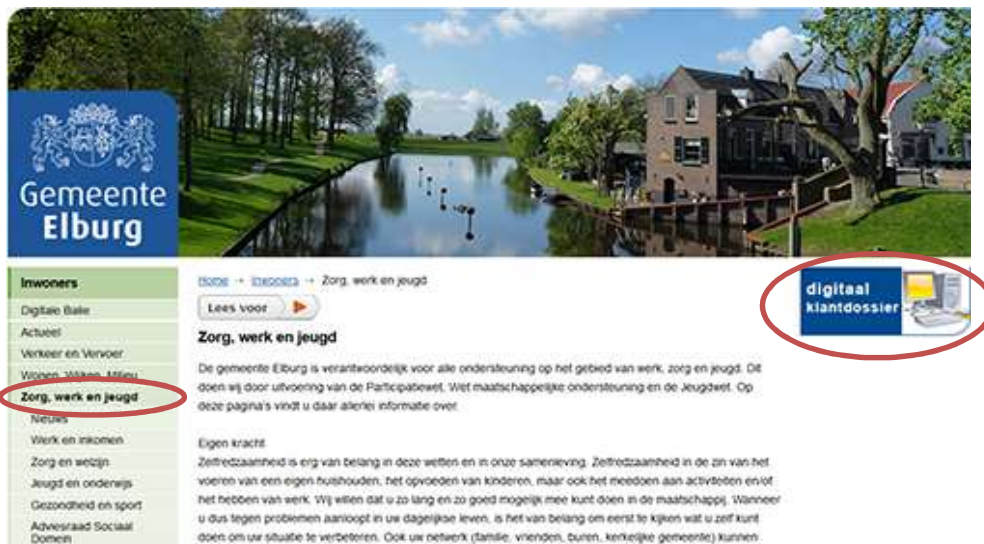 Gemeente
Elburg
Inwoners
Digitale Balie
Actueel
Verkeer en Vervoer
Wonen, Wijken, Milieu
Zorg, werk en jeugd
Nieuws
Werk en inkomen
Zorg en welzijn
Jeugd en onderwijs
Gezondheid en sport
Adviesraad Sociaal
Domein
Home → Inwoners → Zorg, werk en jeugd
Lees voor
Zorg, werk en jeugd
De gemeente Elburg is verantwoordelijk voor alle ondersteuning op het gebied van werk, zorg en jeugd. Dit
doen wij door uitvoering van de Participatiewet, Wet maatschappelijke ondersteuning en de Jeugdwet. Op
deze pagina's vindt u daar allerlei informatie over.
Eigen kracht
Zelfredzaamheid is erg van belang in deze wetten en in onze samenleving. Zelfredzaamheid in de zin van het
voeren van een eigen huishouden, het opvoeden van kinderen, maar ook het meedoen aan activiteiten en/of
het hebben van werk. Wij willen dat u zo lang en zo goed mogelijk mee kunt doen in de maatschappij. Wanneer
u dus tegen problemen aanloopt in uw dagelijkse leven, is het van belang om eerst te kijken wat u zelf kunt
doen om uw situatie te verbeteren. Ook uw netwerk (familie, vrienden, buren, kerkelijke gemeente) kunnen
digitaal
klantdossier